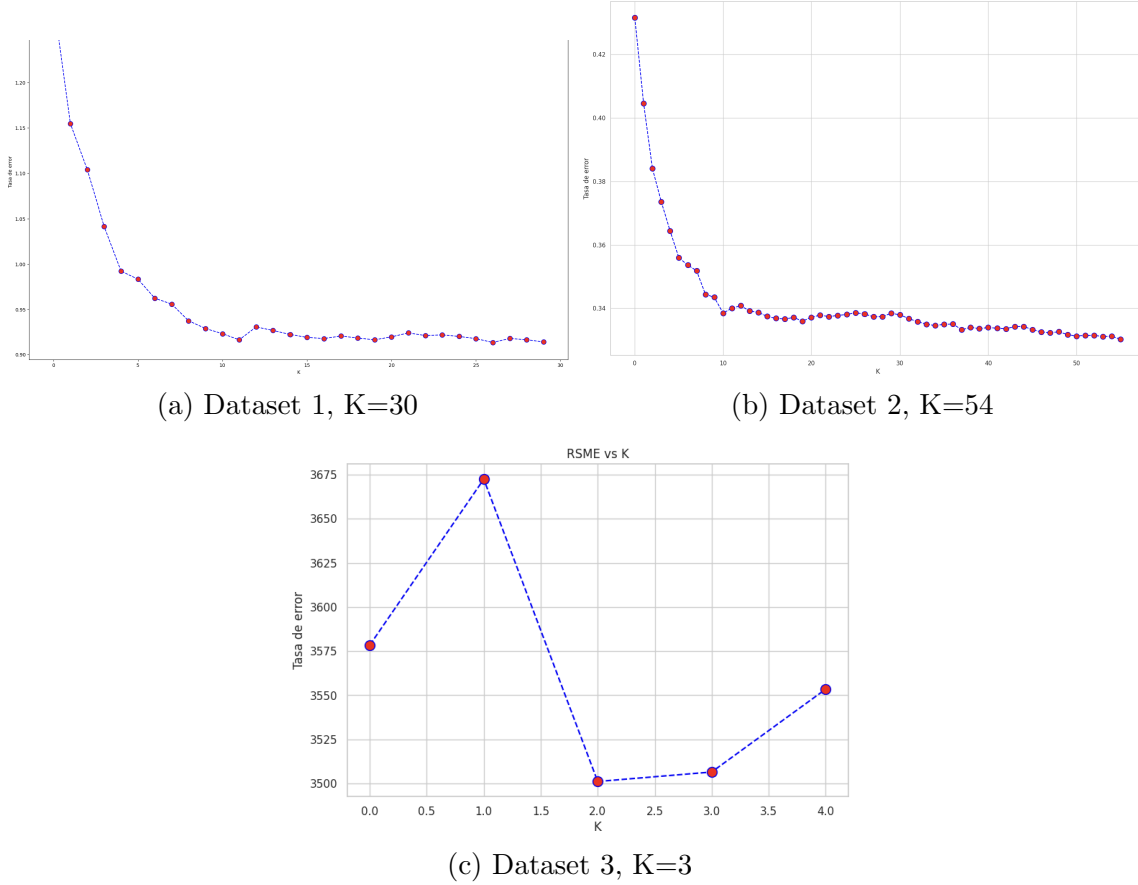 1.20
1.15
1.10
1.05
1.00
0.95
0.90
Tasa de error
0 5 10 15 20 25 30
K
(a) Dataset 1, K=30
0.42
0.40
0.38
0.36
0.34
Tasa de error
0 10 20 30 40 50
K
(b) Dataset 2, K=54
RSME vs K
3675
3650
3625
3600
3575
3550
3525
3500
Tasa de error
0.0 0.5 1.0 1.5 2.0 2.5 3.0 3.5 4.0
K
(c) Dataset 3, K=3